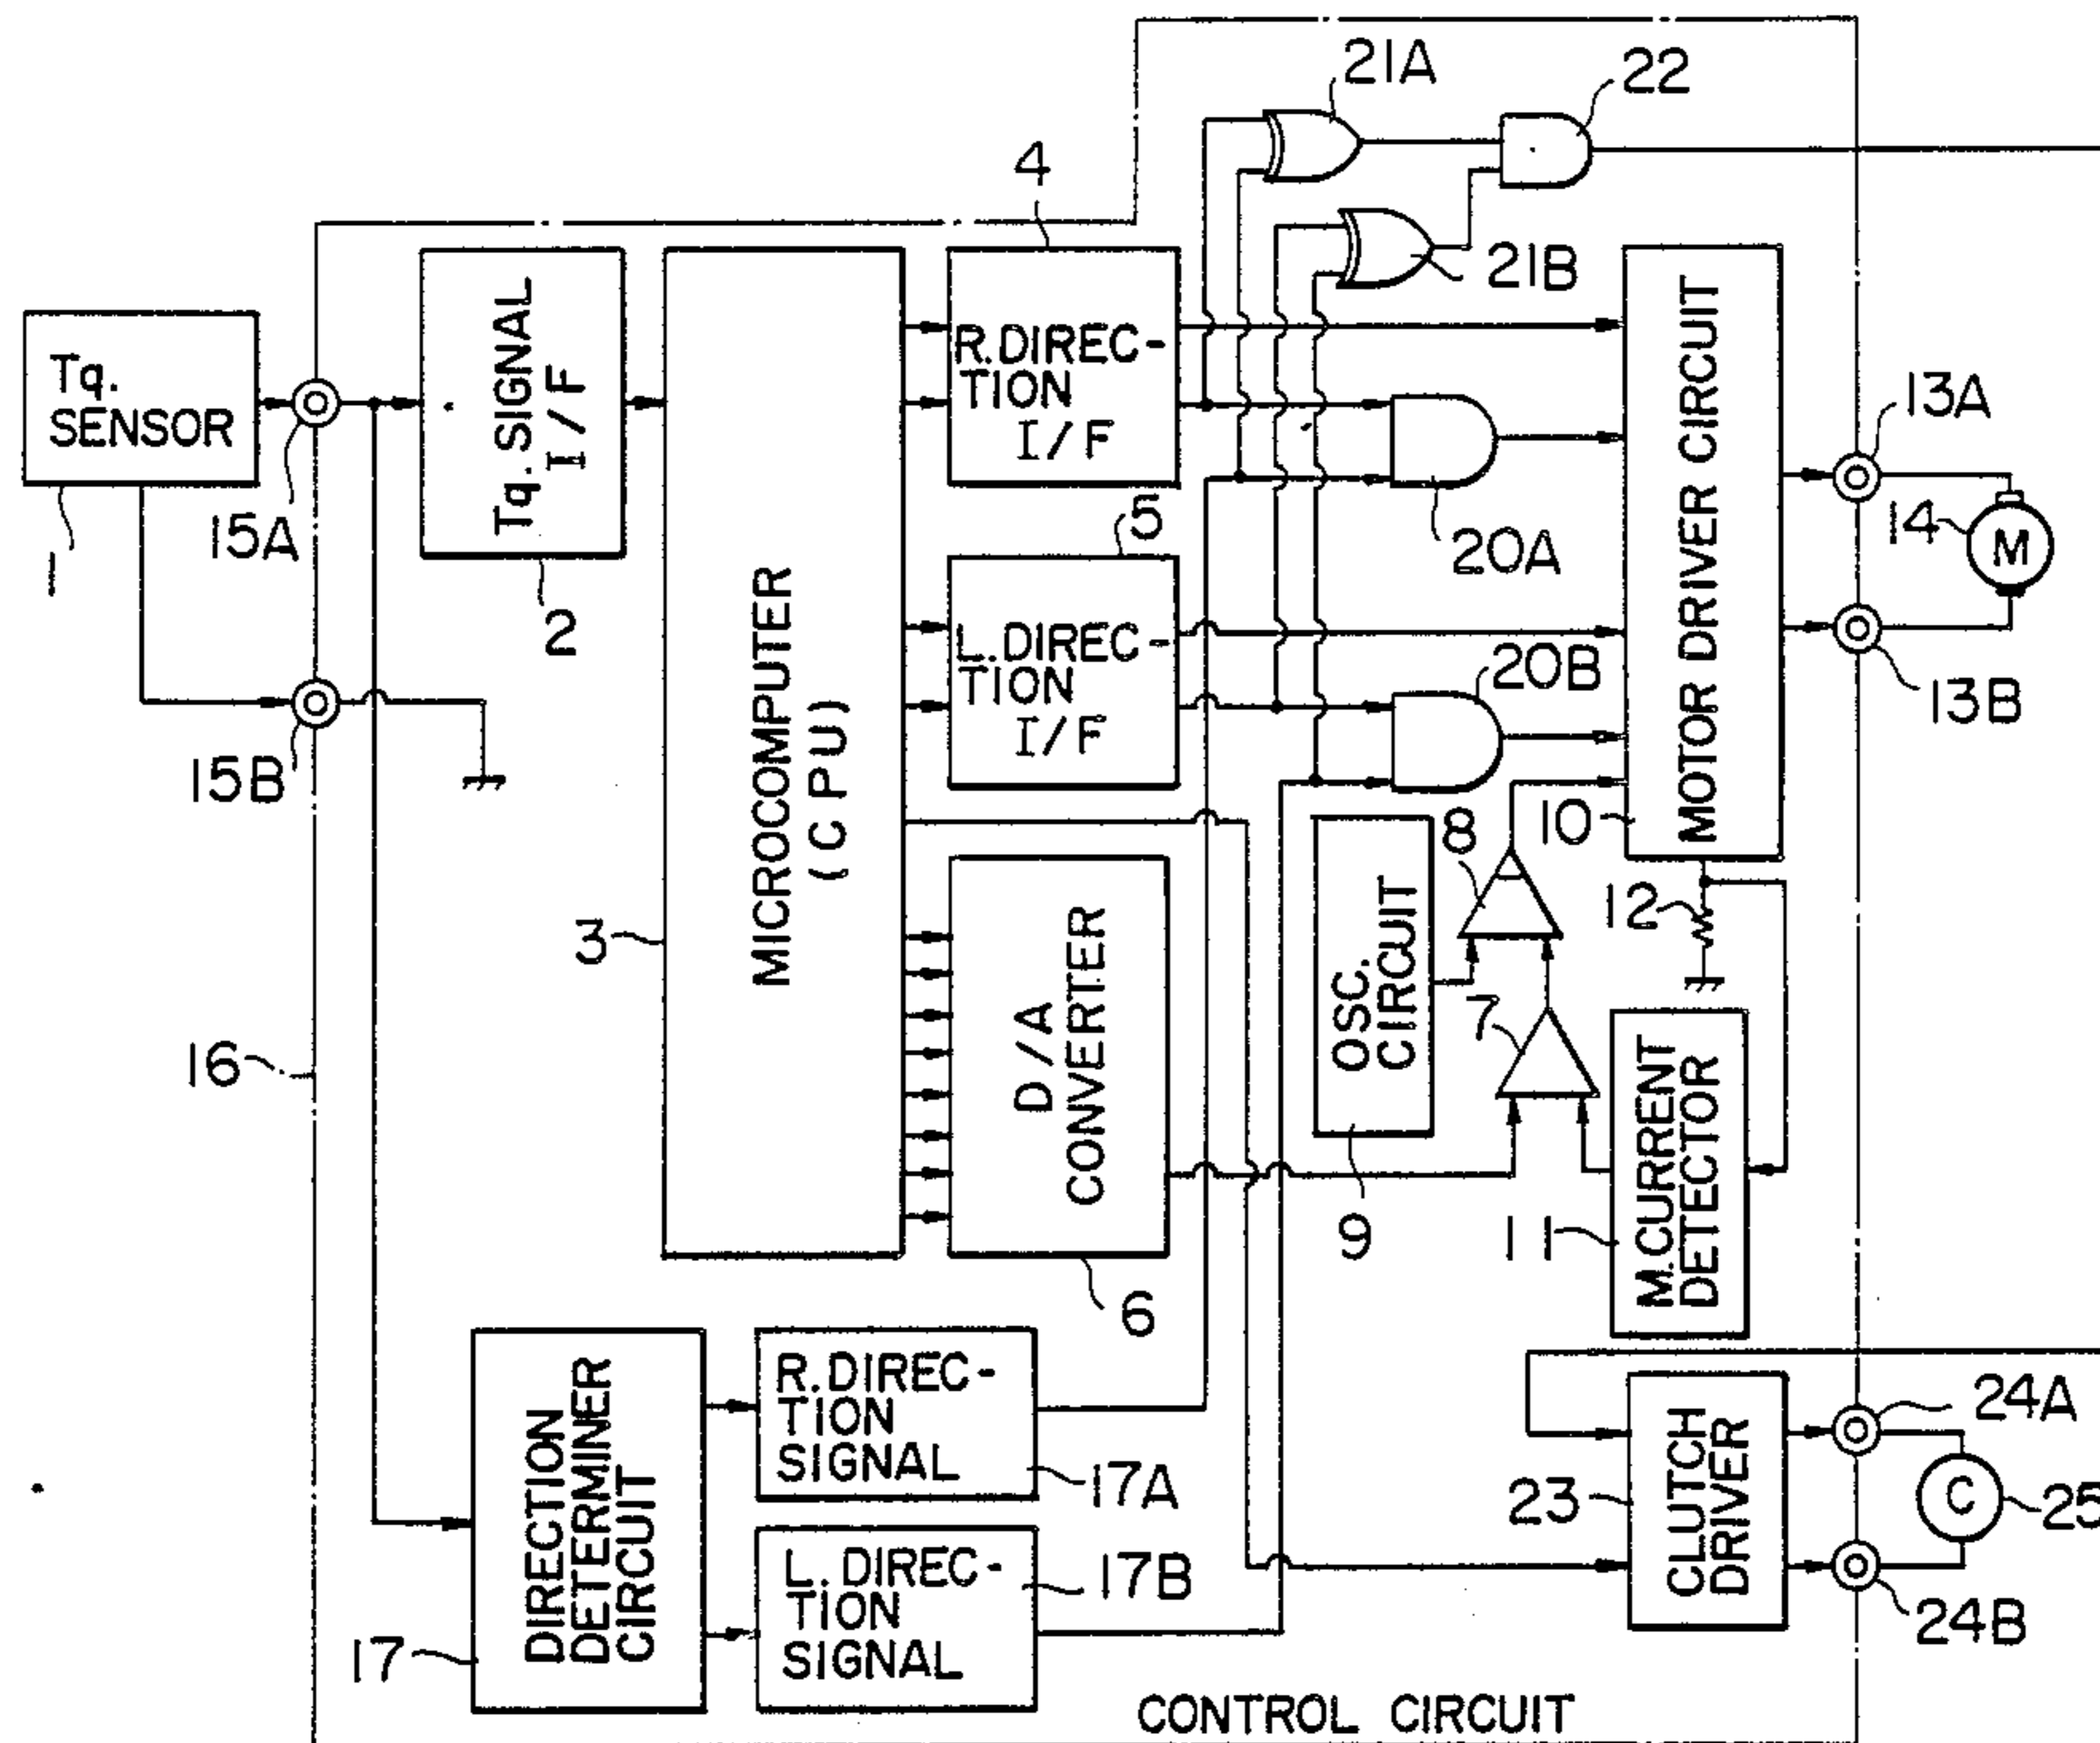 21A
22
4
21B
Tq.
SENSOR
1
15A
Tq. SIGNAL
I/F
2
15B
MICROCOMPUTER
(CPU)
3
R.DIREC-
TION
I/F
5
L.DIREC-
TION
I/F
20A
20B
MOTOR DRIVER CIRCUIT
10
13A
14
M
13B
8
12
OSC.
CIRCUIT
9
7
D/A
CONVERTER
6
M.CURRENT
DETECTOR
11
16
DIRECTION
DETERMINER
CIRCUIT
17
R.DIREC-
TION
SIGNAL
17A
L.DIREC-
TION
SIGNAL
17B
CLUTCH
DRIVER
23
24A
C
25
24B
CONTROL CIRCUIT